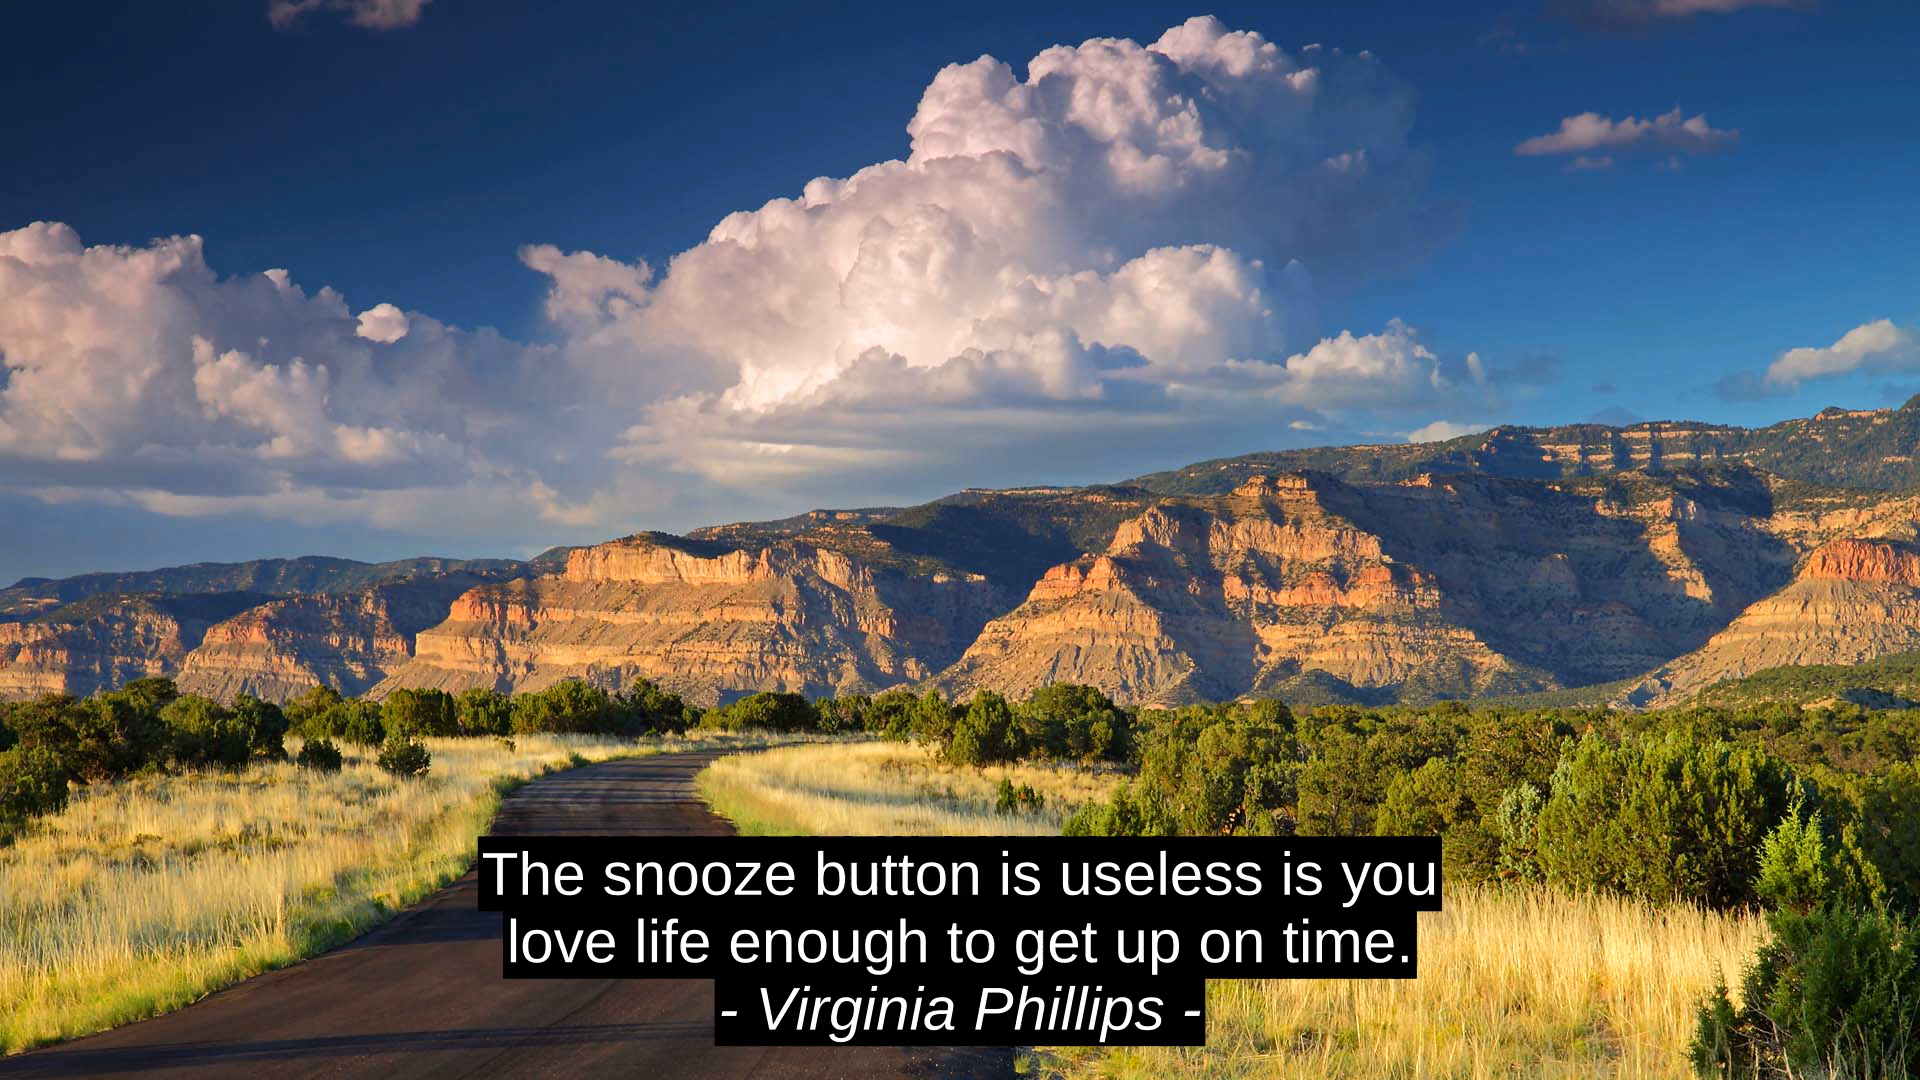 The snooze button is useless is you
love life enough to get up on time.
- Virginia Phillips -